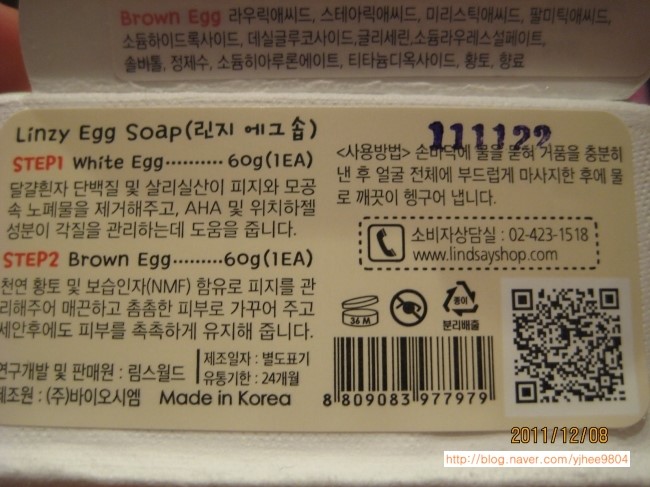 Brown Egg 라우릭애씨드, 스테아릭애씨드, 미리스틱애씨드, 팔미틱애씨드,
소듐하이드록사이드, 데실글루코사이드,글리세린,소듐라우레스설페이트,
솔바톨, 정제수, 소듐히아루론에이트, 티타늄디옥사이드, 황토, 향료
Linzy Egg Soap(린지 에그 솝)
STEP1 White Egg.......... 60g(1EA)
달걀흰자 단백질 및 살리실산이 피지와 모공
속 노폐물을 제거해주고, AHA 및 위치하젤
성분이 각질을 관리하는데 도움을 줍니다.
STEP2 Brown Egg.........60g(1EA)
천연 황토 및 보습인자(NMF) 함유로 피지를 관
리해주어 매끈하고 촘촘한 피부로 가꾸어 주고
세안후에도 피부를 촉촉하게 유지해 줍니다.
연구개발 및 판매원 : 림스월드
제조원 : (주)바이오시엠
제조일자 : 별도표기
유통기한 : 24개월
Made in Korea
111122
<사용방법> 손바닥에 물을 묻혀 거품을 충분히
낸 후 얼굴 전체에 부드럽게 마사지한 후에 물
로 깨끗이 헹구어 냅니다.
소비자상담실 : 02-423-1518
www.lindsayshop.com
36 M
종이
분리배출
8 809083 977979
2011/12/08
http://blog.naver.com/yjhee9804